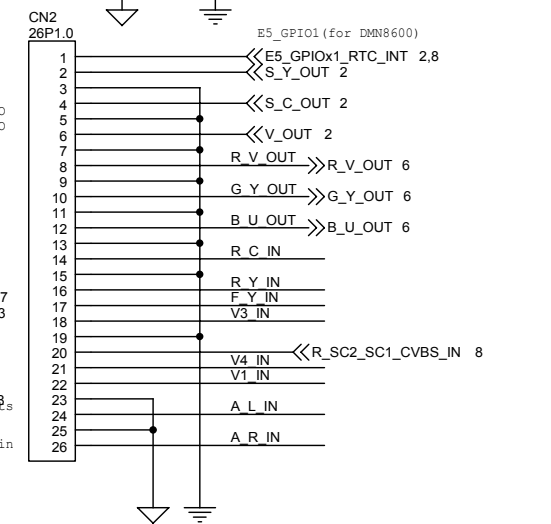 CN2
26P1.0
E5_GPIO1(for DMN8600)
1 E5_GPIOx1_RTC_INT 2,8
2 S_Y_OUT 2
3
4 S_C_OUT 2
5
6 V_OUT 2
7
8 R_V_OUT R_V_OUT 6
9
10 G_Y_OUT G_Y_OUT 6
11
12 B_U_OUT B_U_OUT 6
13
14 R_C_IN
15
16 R_Y_IN
17 F_Y_IN
18 V3_IN
19
20 R_SC2_SC1_CVBS_IN 8
21 V4_IN
22 V1_IN
23
24 A_L_IN
25
26 A_R_IN
7
3
in